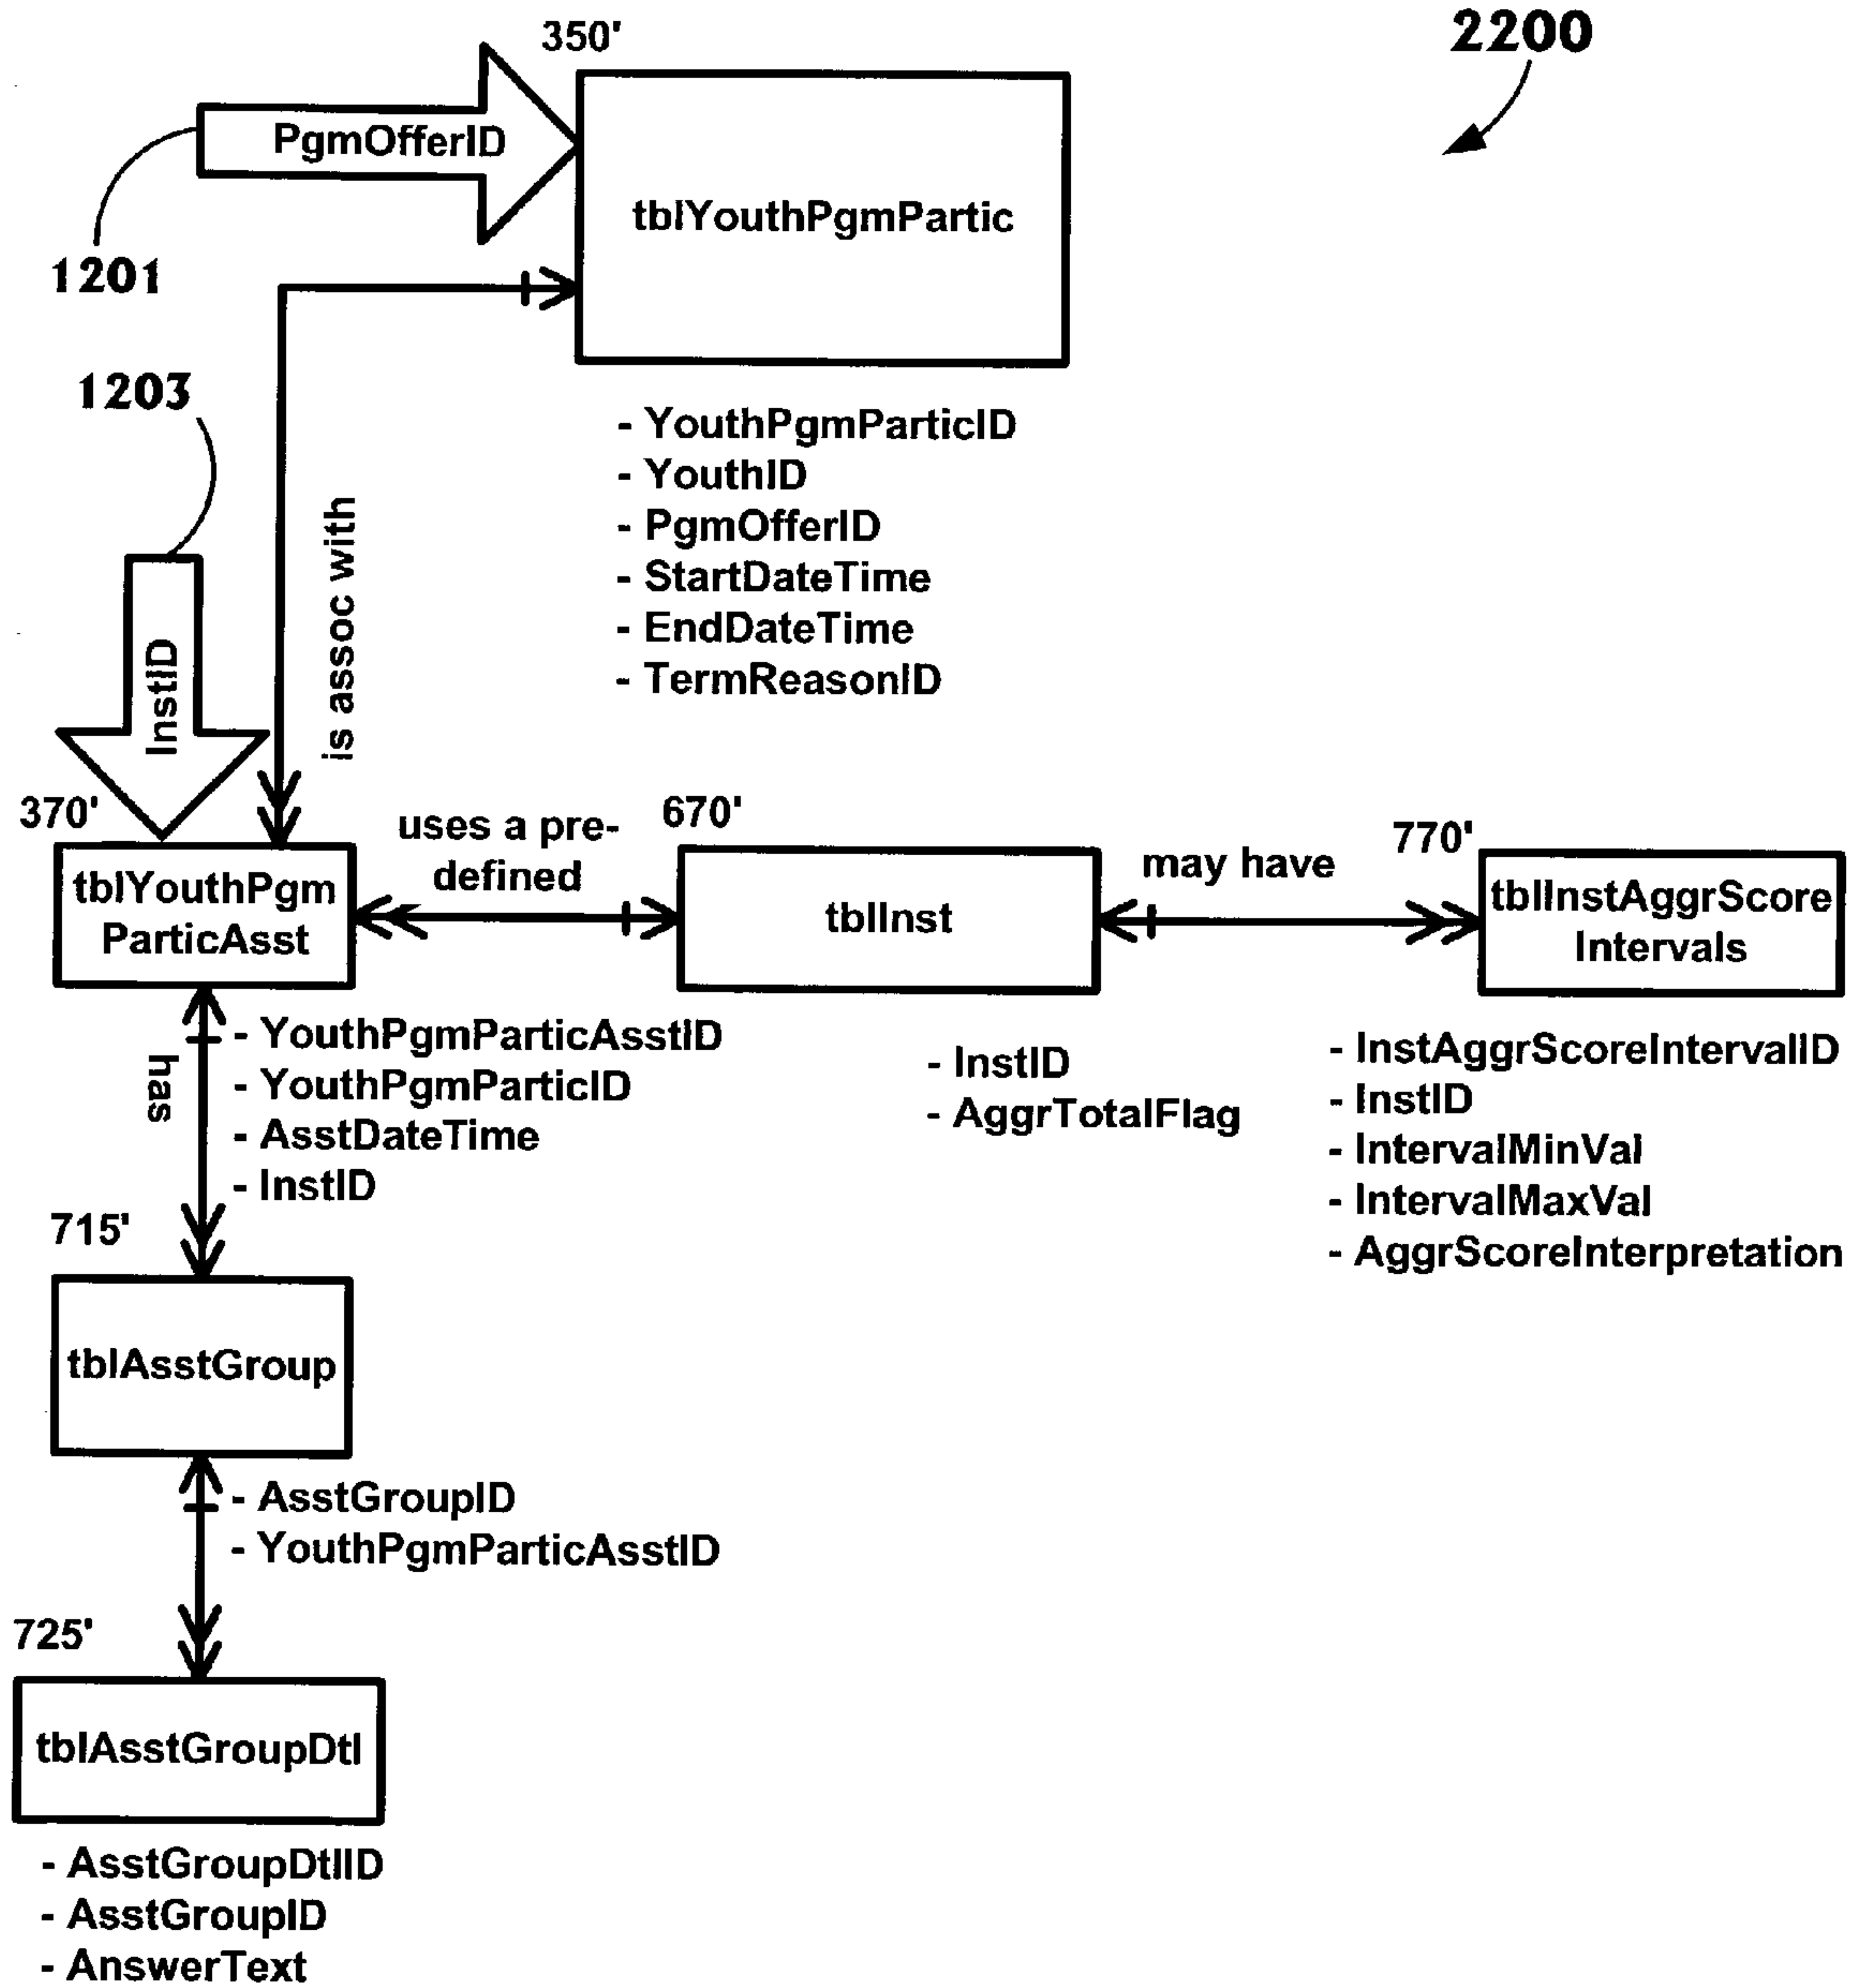 350'
2200
PgmOfferID
tblYouthPgmPartic
1201
1203
- YouthPgmParticID
- YouthID
- PgmOfferID
- StartDateTime
- EndDateTime
- TermReasonID
is assoc with
InstID
370'
uses a pre-
defined
670'
may have
770'
tblYouthPgm
ParticAsst
tblInst
tblInstAggrScore
Intervals
has
- YouthPgmParticAsstID
- YouthPgmParticID
- AsstDateTime
- InstID
- InstID
- AggrTotalFlag
- InstAggrScoreIntervalID
- InstID
- IntervalMinVal
- IntervalMaxVal
- AggrScoreInterpretation
715'
tblAsstGroup
- AsstGroupID
- YouthPgmParticAsstID
725'
tblAsstGroupDtl
- AsstGroupDtlID
- AsstGroupID
- AnswerText